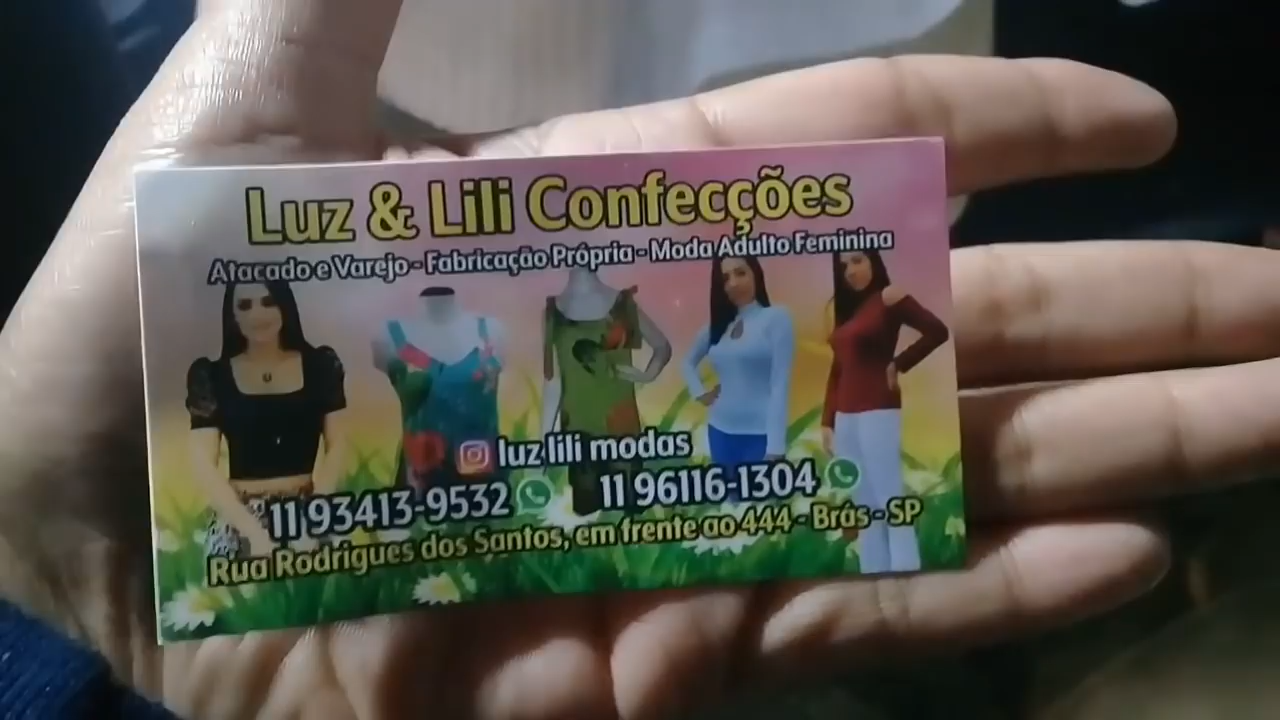 Luz & Lili Confecções
Atacado e Varejo - Fabricação Própria - Moda Adulto Feminina
luz lili modas
11 93413-9532 11 96116-1304
Rua Rodrigues dos Santos, em frente ao 444 - Brás - SP